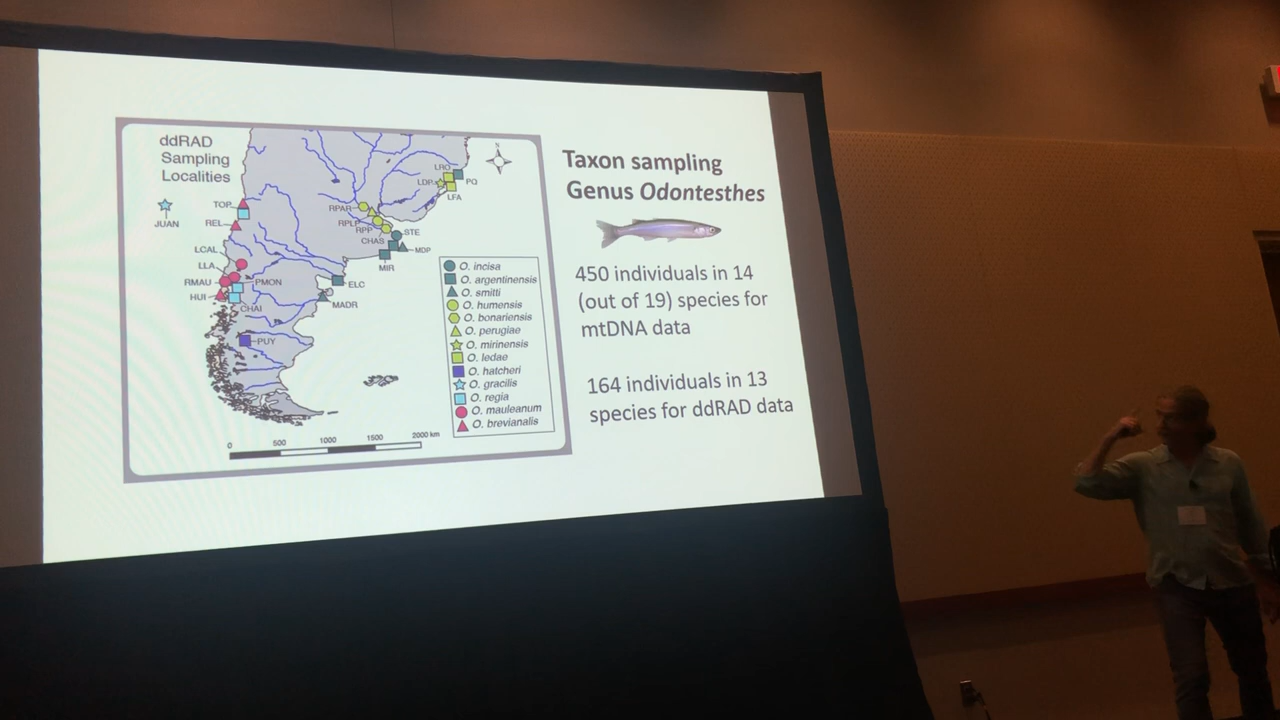 ddRAD
Sampling
Localities
N
JUAN
TOP
REL
LCAL
LLA
RMAU
HUI
PMON
CHAI
PUY
LRO
LDP
PQ
LFA
RPAR
RPLP
RPP
STE
CHAS
MDP
MIR
ELC
MADR
O. incisa
O. argentinensis
O. smitti
O. humensis
O. bonariensis
O. perugiae
O. mirinensis
O. ledae
O. hatcheri
O. gracilis
O. regia
O. mauleanum
O. brevianalis
0 500 1000 1500 2000 km
Taxon sampling
Genus Odontesthes
450 individuals in 14
(out of 19) species for
mtDNA data
164 individuals in 13
species for ddRAD data